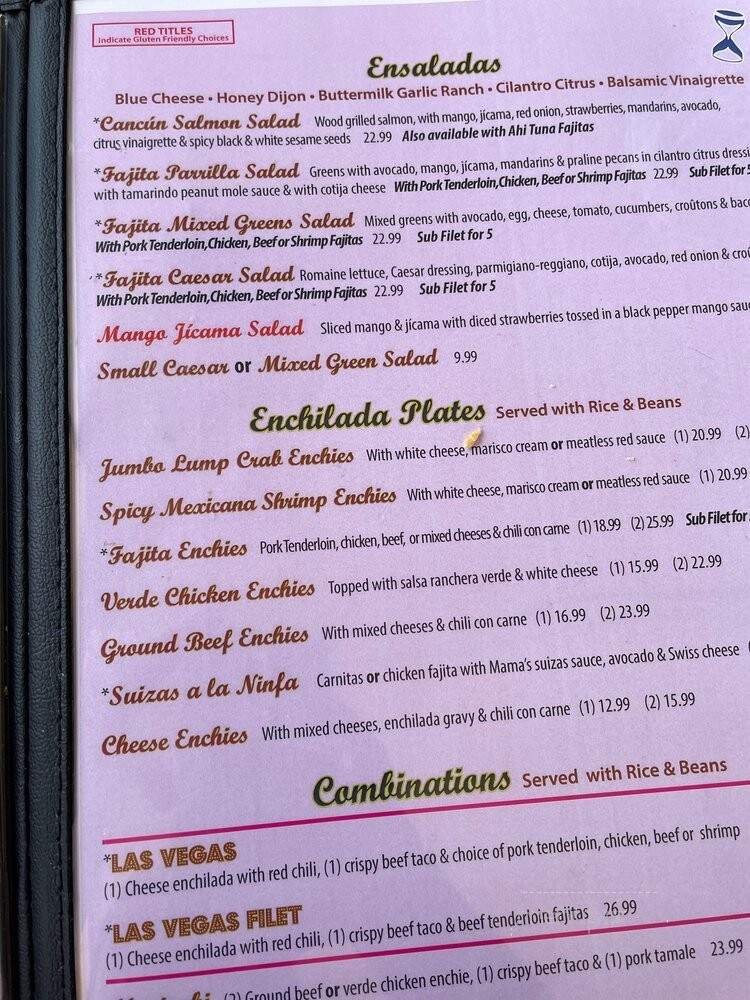 RED TITLES
Indicate Gluten Friendly Choices
Ensaladas
Blue Cheese • Honey Dijon • Buttermilk Garlic Ranch • Cilantro Citrus • Balsamic Vinaigrette
*Cancún Salmon Salad Wood grilled salmon, with mango, jícama, red onion, strawberries, mandarins, avocado,
citrus vinaigrette & spicy black & white sesame seeds 22.99 Also available with Ahi Tuna Fajitas
*Fajita Parrilla Salad Greens with avocado, mango, jícama, mandarins & praline pecans in cilantro citrus dressi
with tamarindo peanut mole sauce & with cotija cheese With Pork Tenderloin, Chicken, Beef or Shrimp Fajitas 22.99 Sub Filet for 5
*Fajita Mixed Greens Salad Mixed greens with avocado, egg, cheese, tomato, cucumbers, croûtons & baco
With Pork Tenderloin, Chicken, Beef or Shrimp Fajitas 22.99 Sub Filet for 5
*Fajita Caesar Salad Romaine lettuce, Caesar dressing, parmigiano-reggiano, cotija, avocado, red onion & croû
With Pork Tenderloin, Chicken, Beef or Shrimp Fajitas 22.99 Sub Filet for 5
Mango Jícama Salad Sliced mango & jícama with diced strawberries tossed in a black pepper mango sau
Small Caesar or Mixed Green Salad 9.99
Enchilada Plates Served with Rice & Beans
Jumbo Lump Crab Enchies With white cheese, marisco cream or meatless red sauce (1) 20.99 (2)
Spicy Mexicana Shrimp Enchies With white cheese, marisco cream or meatless red sauce (1) 20.99
*Fajita Enchies Pork Tenderloin, chicken, beef, or mixed cheeses & chili con carne (1) 18.99 (2) 25.99 Sub Filet for
Verde Chicken Enchies Topped with salsa ranchera verde & white cheese (1) 15.99 (2) 22.99
Ground Beef Enchies With mixed cheeses & chili con carne (1) 16.99 (2) 23.99
*Suizas a la Ninfa Carnitas or chicken fajita with Mama's suizas sauce, avocado & Swiss cheese (
Cheese Enchies With mixed cheeses, enchilada gravy & chili con carne (1) 12.99 (2) 15.99
Combinations Served with Rice & Beans
*LAS VEGAS
(1) Cheese enchilada with red chili, (1) crispy beef taco & choice of pork tenderloin, chicken, beef or shrimp
*LAS VEGAS FILET
(1) Cheese enchilada with red chili, (1) crispy beef taco & beef tenderloin fajitas 26.99
(2) Ground beef or verde chicken enchie, (1) crispy beef taco & (1) pork tamale 23.99